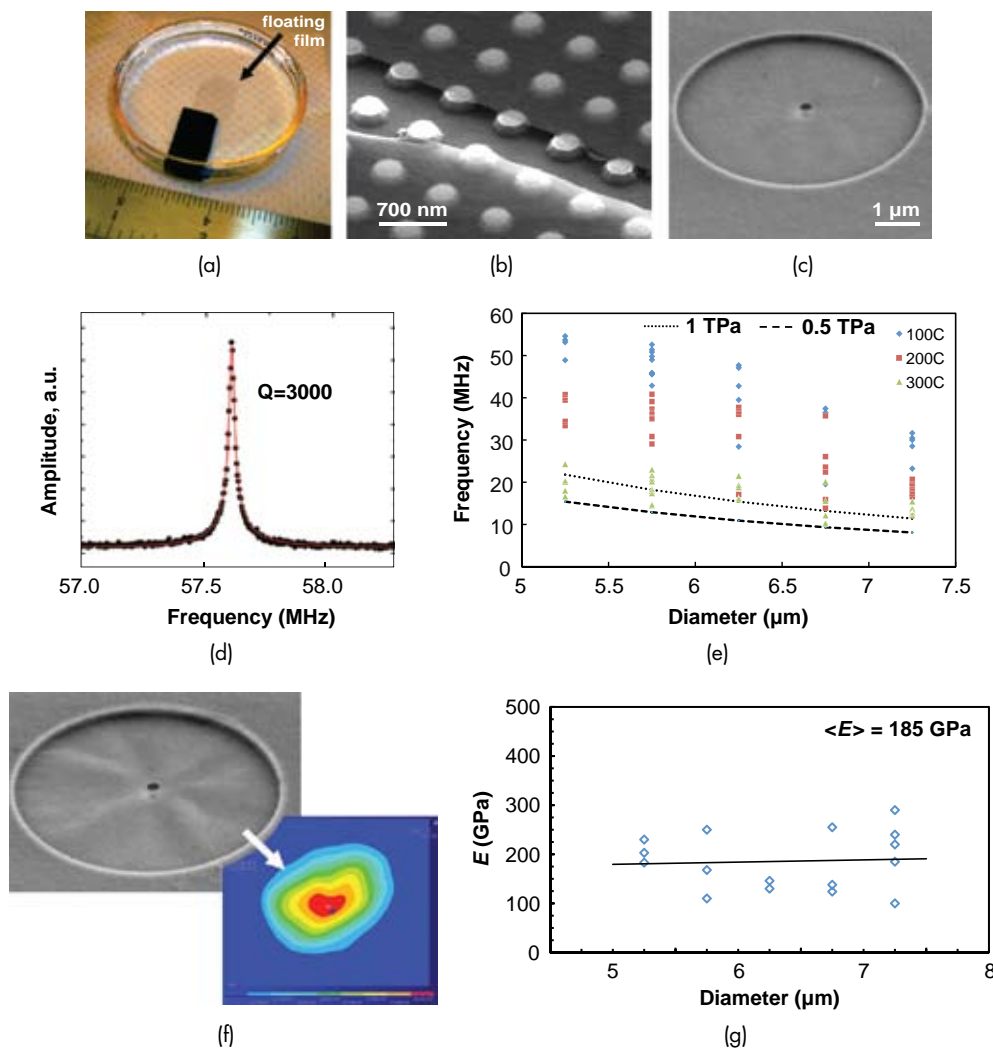 floating
film
700 nm
1 µm
(a)
(b)
(c)
Amplitude, a.u.
Q=3000
57.0
57.5
58.0
Frequency (MHz)
(d)
Frequency (MHz)
60
50
40
30
20
10
0
1 TPa
0.5 TPa
100C
200C
300C
5
5.5
6
6.5
7
7.5
Diameter (µm)
(e)
(f)
E (GPa)
500
400
300
200
100
0
<E> = 185 GPa
5
6
7
8
Diameter (µm)
(g)